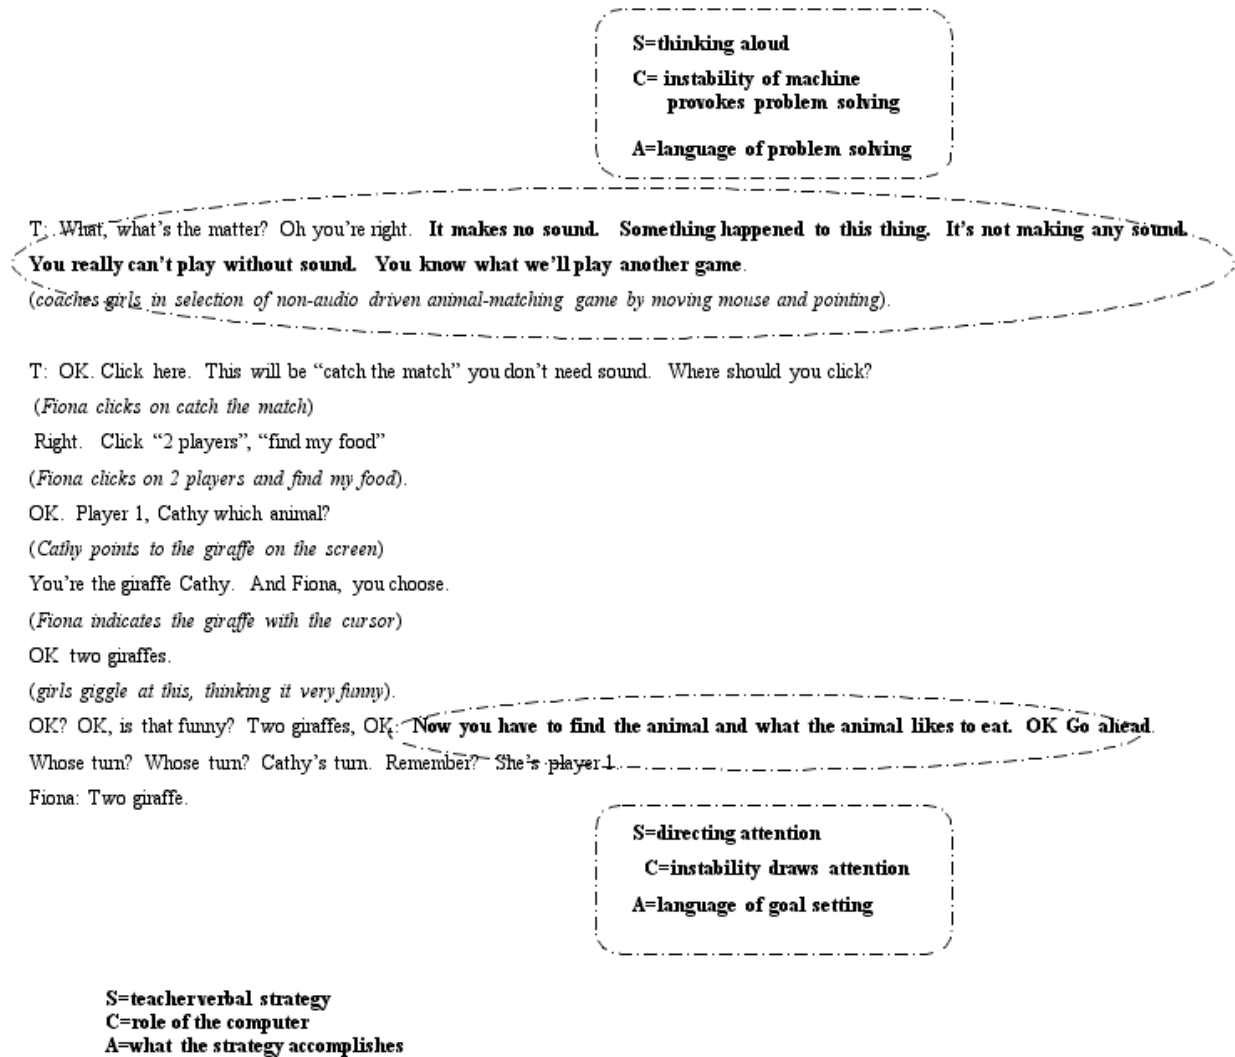 S=thinking aloud
C= instability of machine
provokes problem solving
A=language of problem solving
T: What, what's the matter? Oh you're right. It makes no sound. Something happened to this thing. It's not making any sound.
You really can't play without sound. You know what we'll play another game.
(coaches girls in selection of non-audio driven animal-matching game by moving mouse and pointing).
T: OK. Click here. This will be “catch the match” you don't need sound. Where should you click?
(Fiona clicks on catch the match)
Right. Click “2 players”, “find my food”
(Fiona clicks on 2 players and find my food).
OK. Player 1, Cathy which animal?
(Cathy points to the giraffe on the screen)
You're the giraffe Cathy. And Fiona, you choose.
(Fiona indicates the giraffe with the cursor)
OK two giraffes.
(girls giggle at this, thinking it very funny).
OK? OK, is that funny? Two giraffes, OK. Now you have to find the animal and what the animal likes to eat. OK Go ahead.
Whose turn? Whose turn? Cathy's turn. Remember? She's player 1.
Fiona: Two giraffe.
S=directing attention
C=instability draws attention
A=language of goal setting
S=teacher verbal strategy
C=role of the computer
A=what the strategy accomplishes